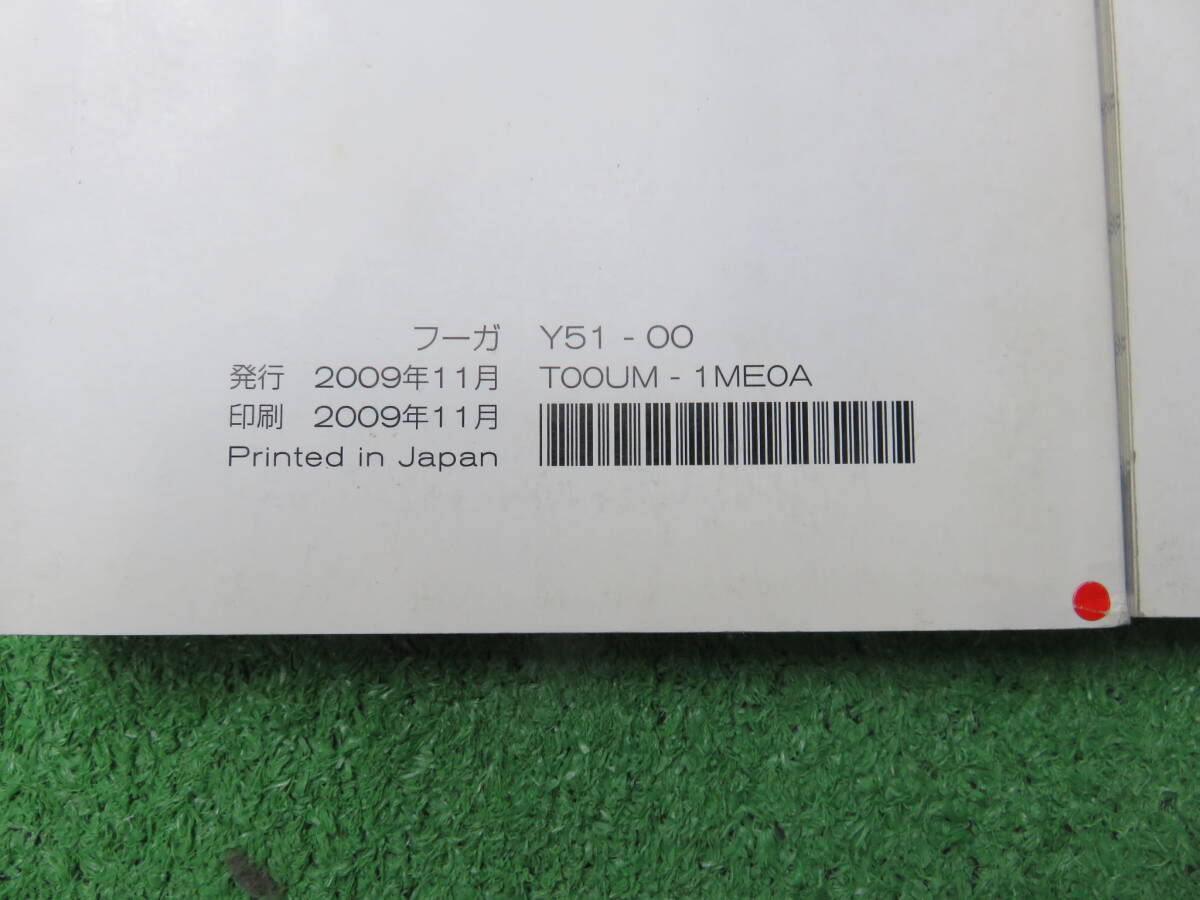 フーガ Y51 - 00
発行 2009年11月 T00UM - 1ME0A
印刷 2009年11月
Printed in Japan